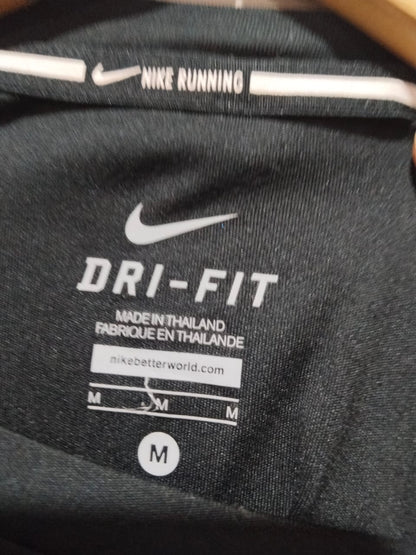 NIKE RUNNING
DRI-FIT
MADE IN THAILAND
FABRIQUE EN THAILANDE
nikebetterworld.com
M M M
M